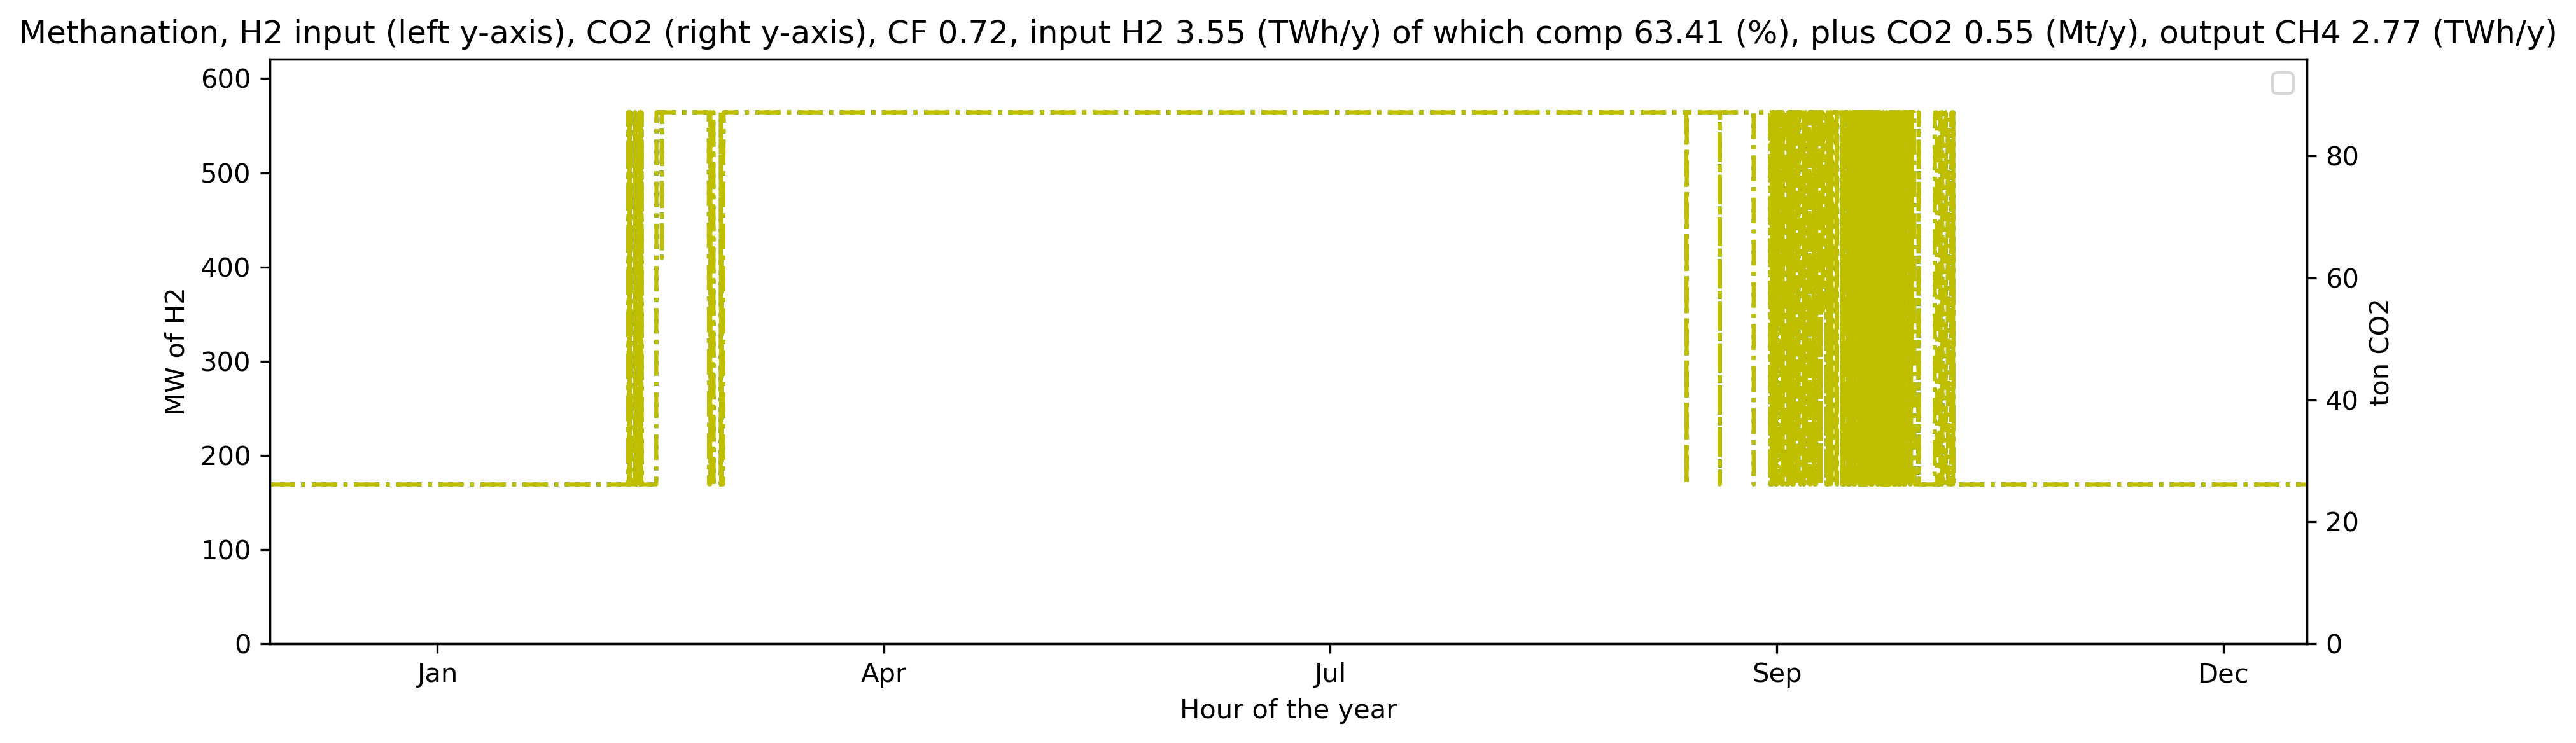 Methanation, H2 input (left y-axis), CO2 (right y-axis), CF 0.72, input H2 3.55 (TWh/y) of which comp 63.41 (%), plus CO2 0.55 (Mt/y), output CH4 2.77 (TWh/y)
600
500
400
300
200
100
0
MW of H2
80
60
40
20
0
ton CO2
Jan
Apr
Jul
Sep
Dec
Hour of the year